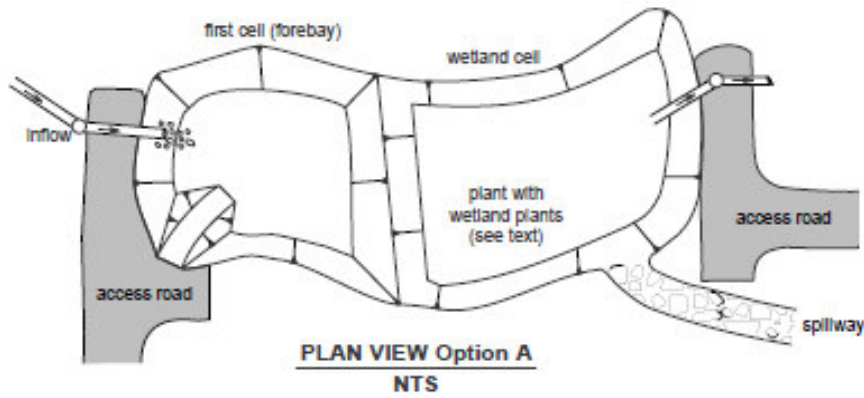 first cell (forebay)
wetland cell
inflow
plant with
wetland plants
(see text)
access road
access road
spillway
PLAN VIEW Option A
NTS